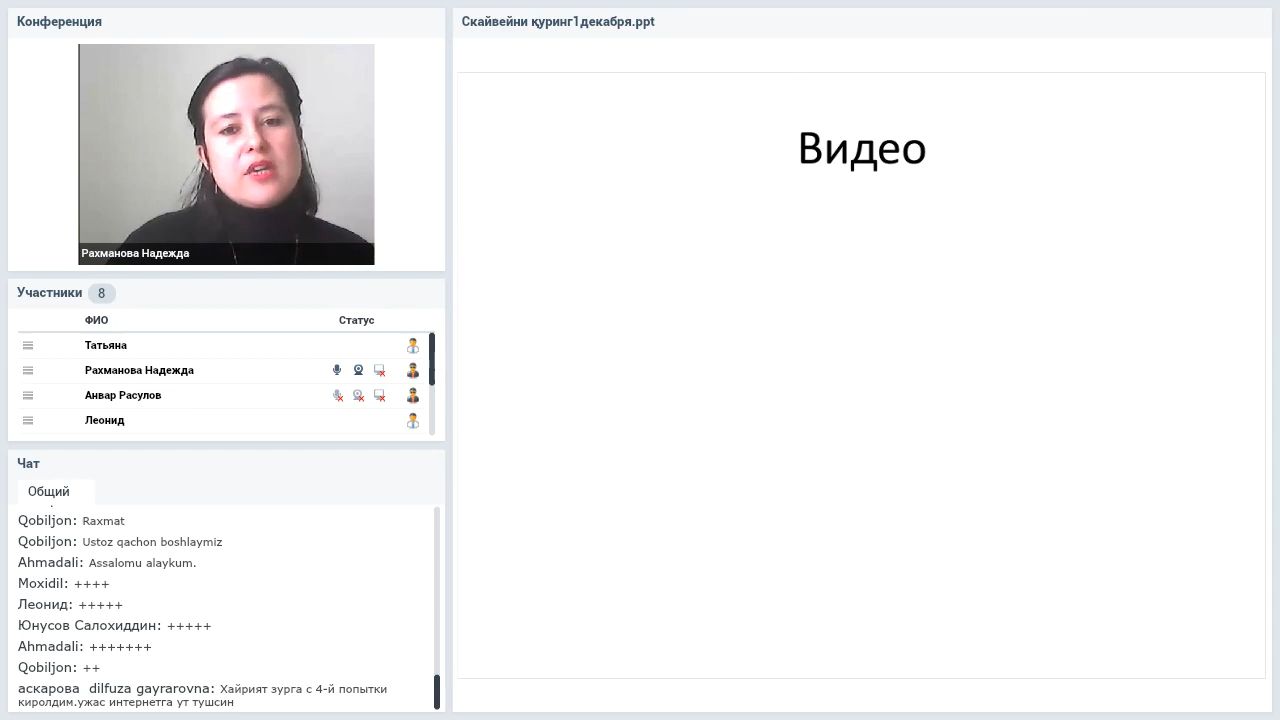 Конференция
Рахманова Надежда
Участники 8
ФИО Статус
Татьяна
Рахманова Надежда
Анвар Расулов
Леонид
Чат
Общий
Qobiljon: Raxmat
Qobiljon: Ustoz qachon boshlaymiz
Ahmadali: Assalomu alaykum.
Moxidil: ++++
Леонид: +++++
Юнусов Салохиддин: +++++
Ahmadali: +++++++
Qobiljon: ++
аскарова dilfuza gayrarovna: Хайрият зурга с 4-й попытки
киролдим.ужас интернетга ут тушсин
Скайвейни қуринг1декабря.ppt
Видео